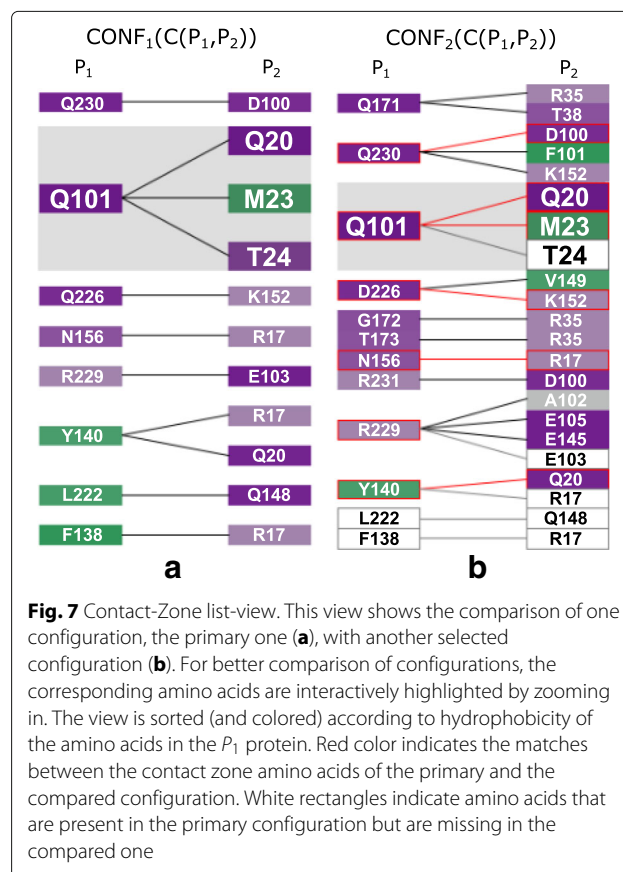 CONF₁(C(P₁,P₂)) CONF₂(C(P₁,P₂))
P₁ P₂ P₁ P₂
Q230 D100
Q20
Q101 M23
T24
Q226 K152
N156 R17
R229 E103
R17
Y140
Q20
L222 Q148
F138 R17
a
R35
Q171
T38
D100
Q230 F101
K152
Q20
Q101 M23
T24
V149
D226
K152
G172 R35
T173 R35
N156 R17
R231 D100
A102
E105
R229
E145
E103
Q20
Y140
R17
L222 Q148
F138 R17
b
Fig. 7 Contact-Zone list-view. This view shows the comparison of one
configuration, the primary one (a), with another selected
configuration (b). For better comparison of configurations, the
corresponding amino acids are interactively highlighted by zooming
in. The view is sorted (and colored) according to hydrophobicity of
the amino acids in the P₁ protein. Red color indicates the matches
between the contact zone amino acids of the primary and the
compared configuration. White rectangles indicate amino acids that
are present in the primary configuration but are missing in the
compared one